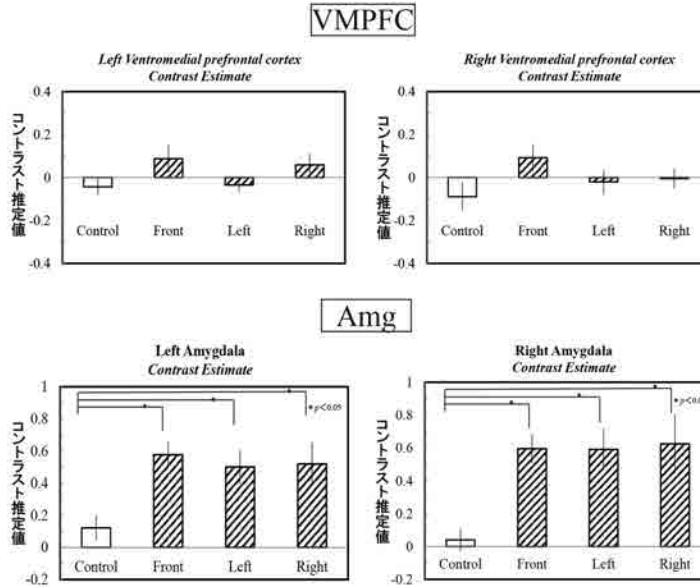 VMPFC
Left Ventromedial prefrontal cortex
Contrast Estimate
コントラスト推定値
0.4
0.2
0
-0.2
-0.4
Control Front Left Right
Right Ventromedial prefrontal cortex
Contrast Estimate
コントラスト推定値
0.4
0.2
0
-0.2
-0.4
Control Front Left Right
Amg
Left Amygdala
Contrast Estimate
コントラスト推定値
1
0.8
0.6
0.4
0.2
0
-0.2
* p<0.05
Control Front Left Right
Right Amygdala
Contrast Estimate
コントラスト推定値
1
0.8
0.6
0.4
0.2
0
-0.2
* p<0.0
Control Front Left Right